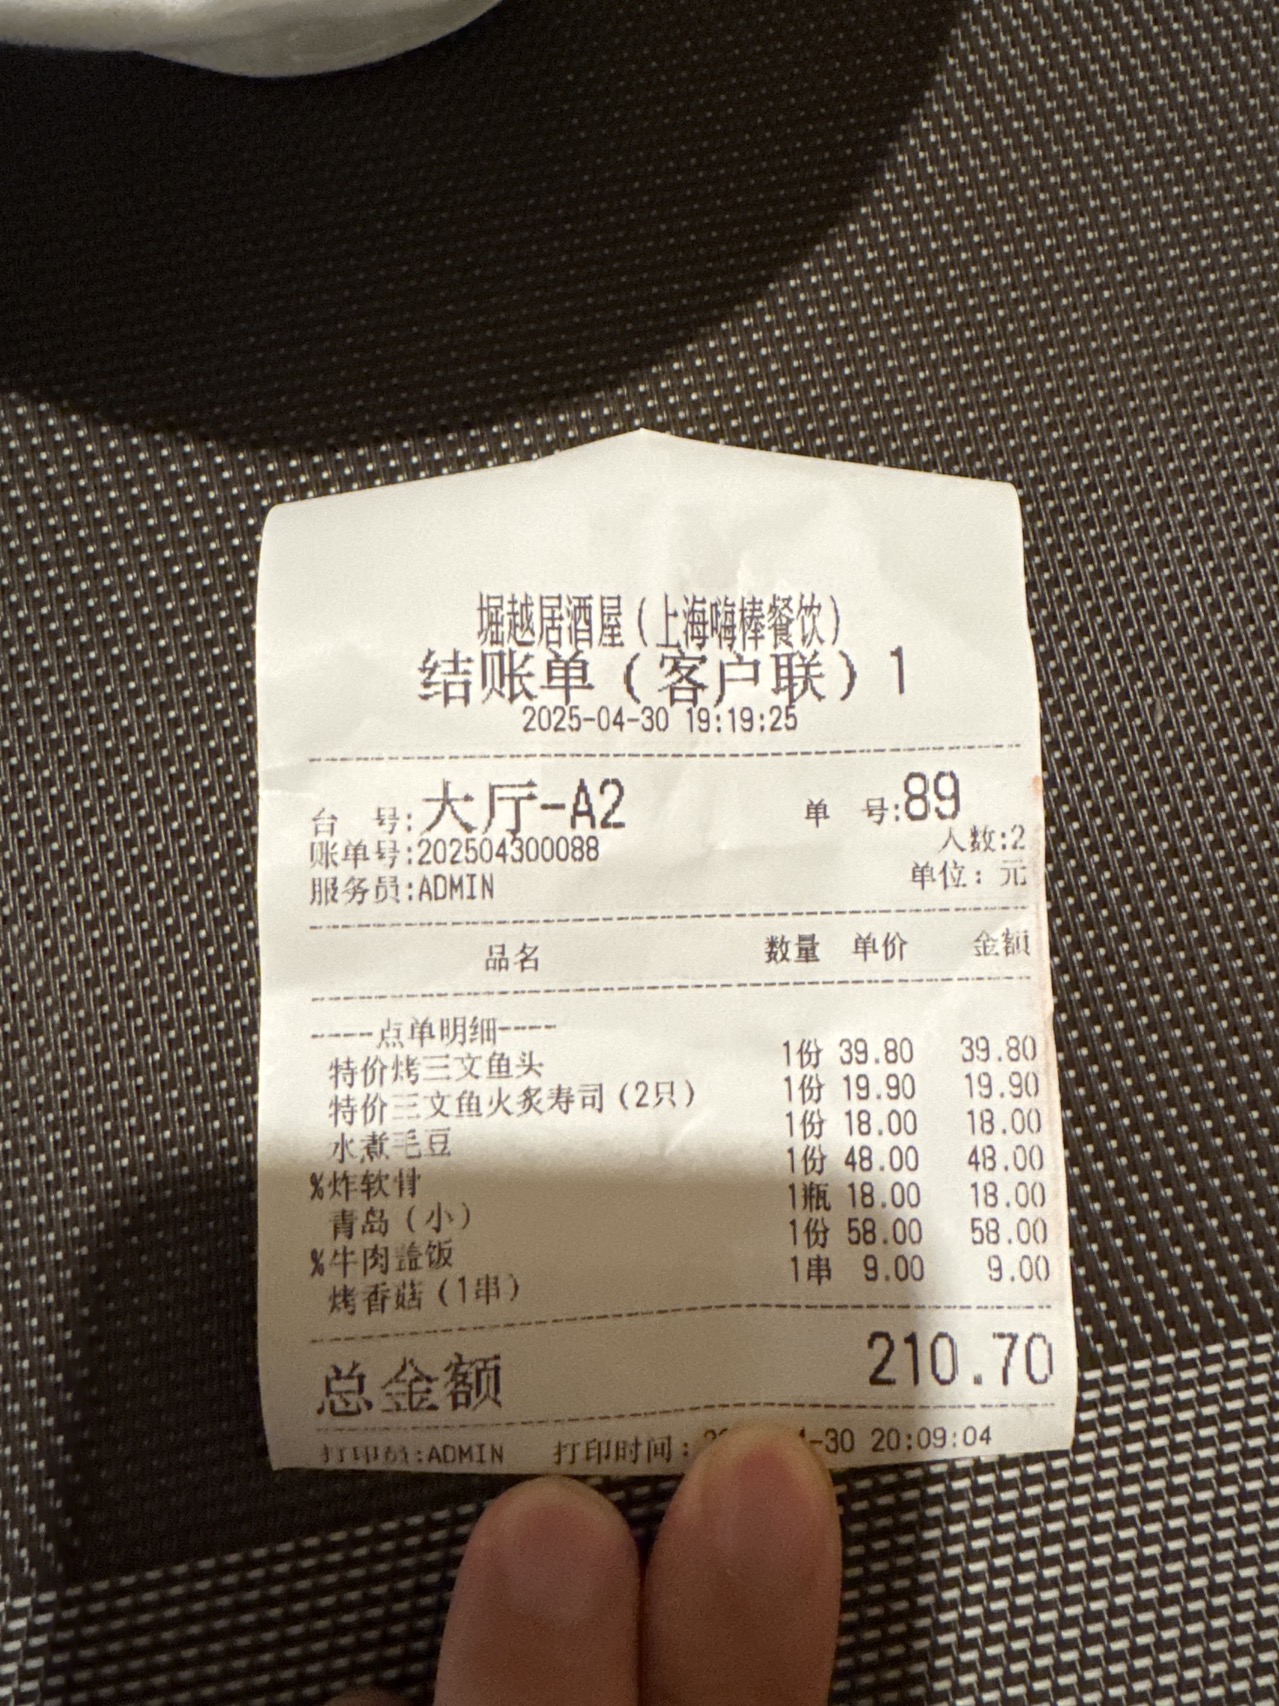 堀越居酒屋（上海嗨棒餐饮）
结账单（客户联）1
2025-04-30 19:19:25
台 号:大厅-A2 单 号:89
账单号:202504300088 人数:2
服务员:ADMIN 单位：元
品名 数量 单价 金额
----点单明细----
特价烤三文鱼头 1份 39.80 39.80
特价三文鱼火炙寿司（2只） 1份 19.90 19.90
水煮毛豆 1份 18.00 18.00
%炸软骨 1份 48.00 48.00
青岛（小） 1瓶 18.00 18.00
%牛肉盖饭 1份 58.00 58.00
烤香菇（1串） 1串 9.00 9.00
总金额 210.70
打印员:ADMIN 打印时间: -30 20:09:04